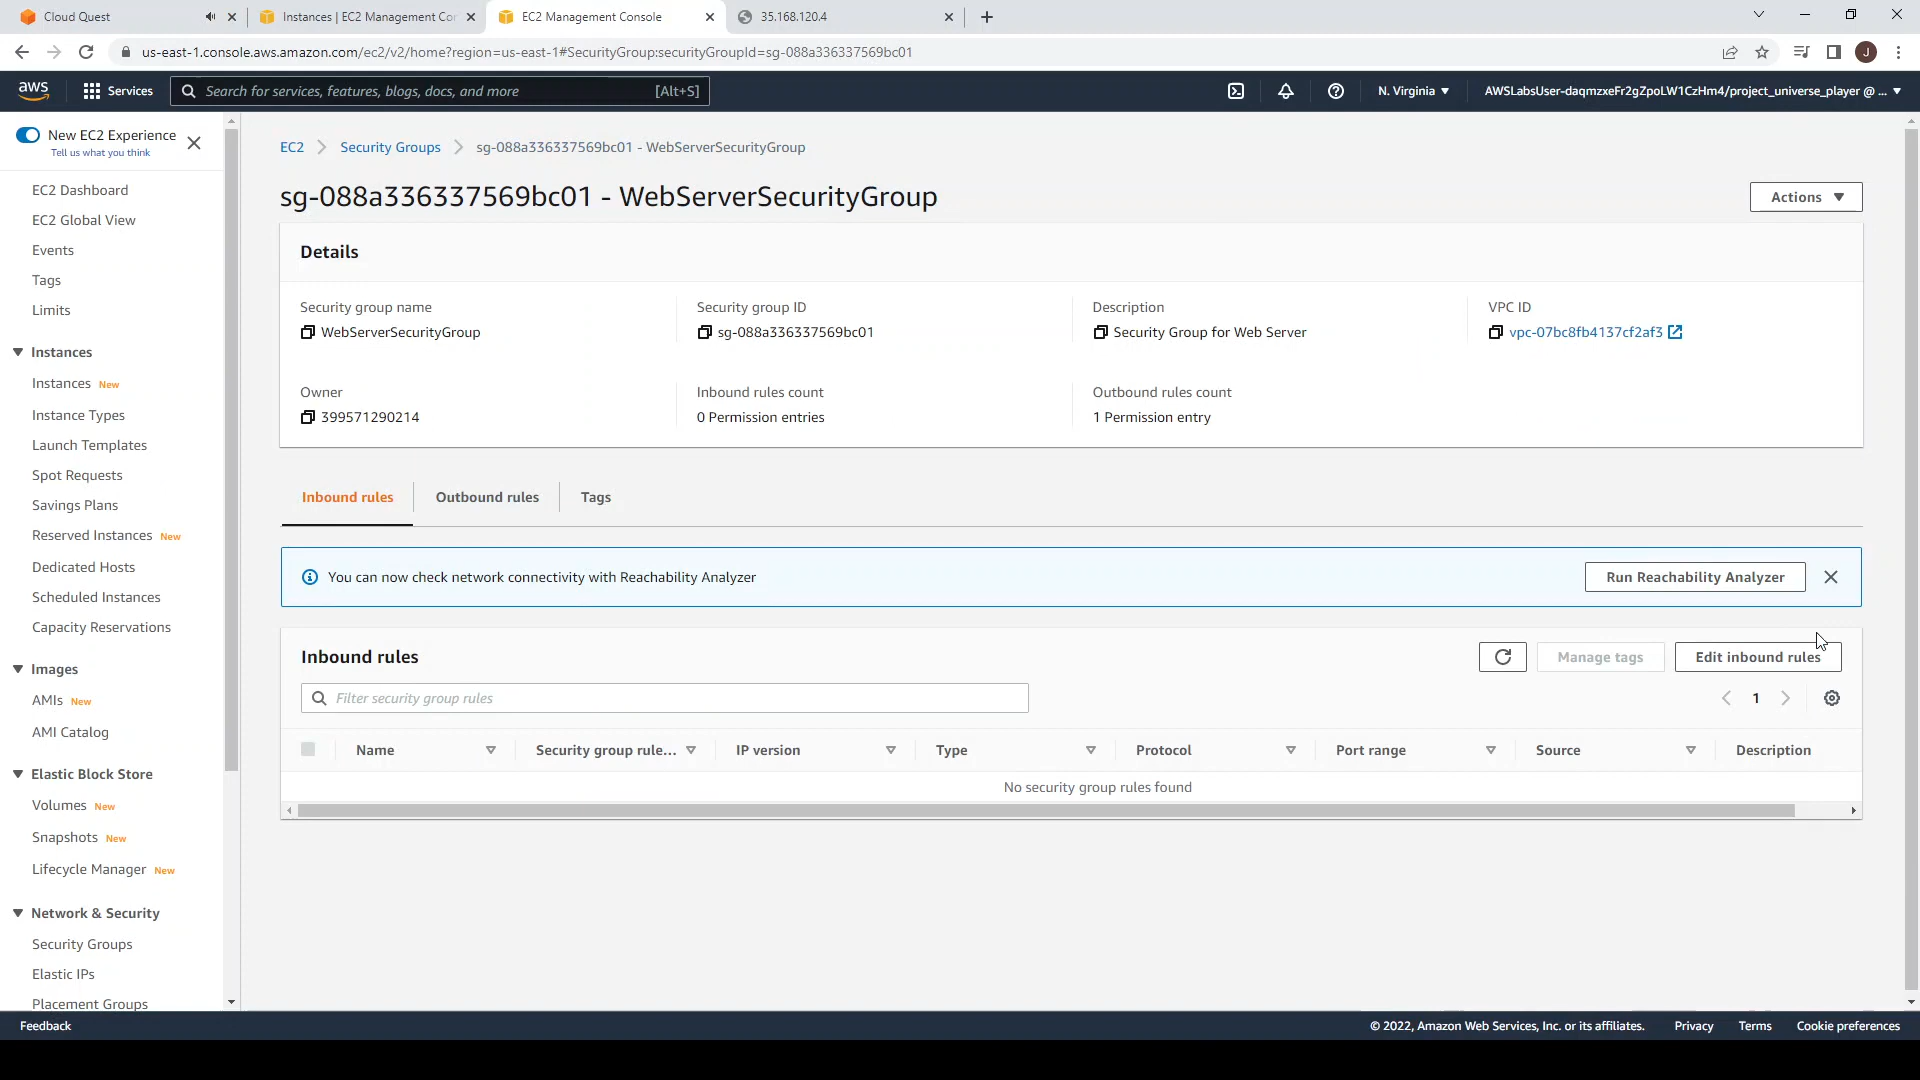 Cloud Quest
Instances | EC2 Management Con
EC2 Management Console
35.168.120.4
us-east-1.console.aws.amazon.com/ec2/v2/home?region=us-east-1#SecurityGroup:securityGroupId=sg-088a336337569bc01
J
aws
Services
Search for services, features, blogs, docs, and more
[Alt+S]
N. Virginia
AWSLabsUser-daqmzxeFr2gZpoLW1CzHm4/project_universe_player @ ...
New EC2 Experience
Tell us what you think
EC2 Dashboard
EC2 Global View
Events
Tags
Limits
Instances
Instances New
Instance Types
Launch Templates
Spot Requests
Savings Plans
Reserved Instances New
Dedicated Hosts
Scheduled Instances
Capacity Reservations
Images
AMIs New
AMI Catalog
Elastic Block Store
Volumes New
Snapshots New
Lifecycle Manager New
Network & Security
Security Groups
Elastic IPs
Placement Groups
EC2 > Security Groups > sg-088a336337569bc01 - WebServerSecurityGroup
sg-088a336337569bc01 - WebServerSecurityGroup
Actions
Details
Security group name
WebServerSecurityGroup
Security group ID
sg-088a336337569bc01
Description
Security Group for Web Server
VPC ID
vpc-07bc8fb4137cf2af3
Owner
399571290214
Inbound rules count
0 Permission entries
Outbound rules count
1 Permission entry
Inbound rules
Outbound rules
Tags
You can now check network connectivity with Reachability Analyzer
Run Reachability Analyzer
Inbound rules
Manage tags
Edit inbound rules
Filter security group rules
1
Name
Security group rule...
IP version
Type
Protocol
Port range
Source
Description
No security group rules found
Feedback
© 2022, Amazon Web Services, Inc. or its affiliates.
Privacy
Terms
Cookie preferences